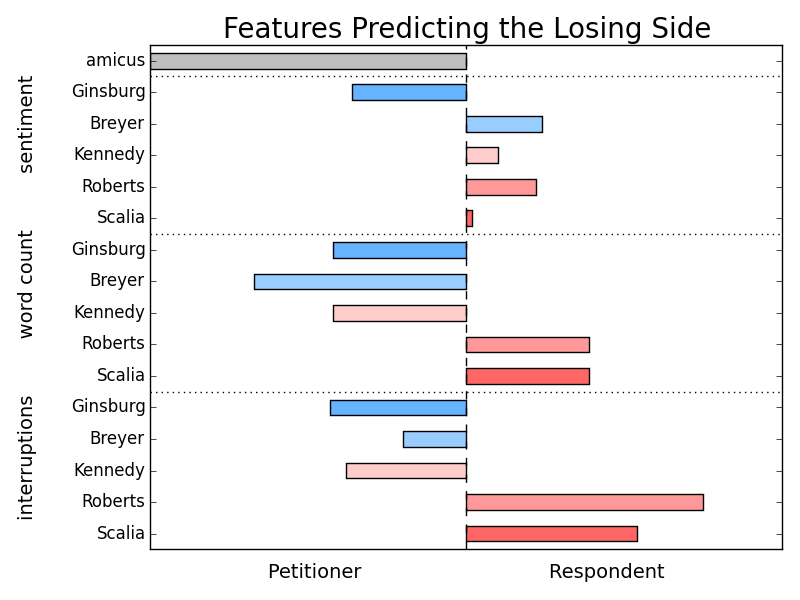 Features Predicting the Losing Side
amicus
sentiment
Ginsburg
Breyer
Kennedy
Roberts
Scalia
word count
Ginsburg
Breyer
Kennedy
Roberts
Scalia
interruptions
Ginsburg
Breyer
Kennedy
Roberts
Scalia
Petitioner
Respondent